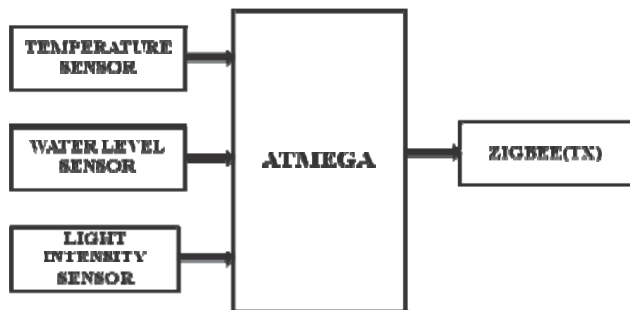 TEMPERATURE
SENSOR
WATER LEVEL
SENSOR
LIGHT
INTENSITY
SENSOR
ATMEGA
ZIGBEE(TX)